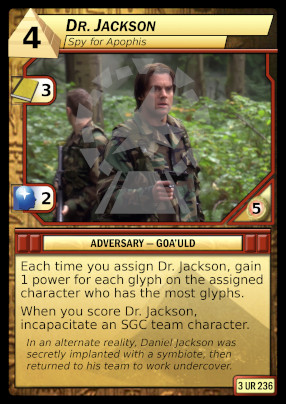 4
DR. JACKSON
Spy for Apophis
3
2
5
ADVERSARY – GOA'ULD
Each time you assign Dr. Jackson, gain
1 power for each glyph on the assigned
character who has the most glyphs.
When you score Dr. Jackson,
incapacitate an SGC team character.
In an alternate reality, Daniel Jackson was
secretly implanted with a symbiote, then
returned to his team to work undercover.
3 UR 236